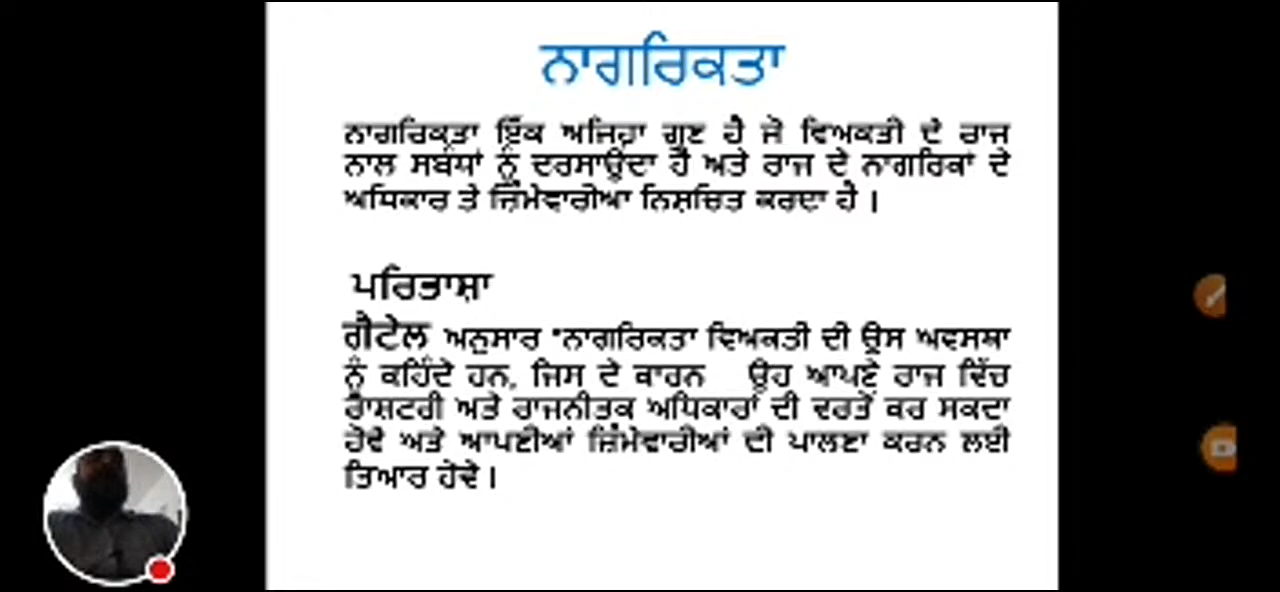 ਨਾਗਰਿਕਤਾ
ਨਾਗਰਿਕਤਾ ਇੱਕ ਅਜਿਹਾ ਗੁਣ ਹੈ ਜੋ ਵਿਅਕਤੀ ਦੇ ਰਾਜ
ਨਾਲ ਸਬੰਧਾਂ ਨੂੰ ਦਰਸਾਉਂਦਾ ਹੈ ਅਤੇ ਰਾਜ ਦੇ ਨਾਗਰਿਕਾਂ ਦੇ
ਅਧਿਕਾਰ ਤੇ ਜ਼ਿੰਮੇਵਾਰੀਆ ਨਿਸ਼ਚਿਤ ਕਰਦਾ ਹੈ ।
ਪਰਿਭਾਸ਼ਾ
ਗੈਟੇਲ ਅਨੁਸਾਰ "ਨਾਗਰਿਕਤਾ ਵਿਅਕਤੀ ਦੀ ਉਸ ਅਵਸਥਾ
ਨੂੰ ਕਹਿੰਦੇ ਹਨ, ਜਿਸ ਦੇ ਕਾਰਨ ਉਹ ਆਪਣੇ ਰਾਜ ਵਿੱਚ
ਰਾਸ਼ਟਰੀ ਅਤੇ ਰਾਜਨੀਤਕ ਅਧਿਕਾਰਾਂ ਦੀ ਵਰਤੋਂ ਕਰ ਸਕਦਾ
ਹੋਵੇ ਅਤੇ ਆਪਣੀਆਂ ਜ਼ਿੰਮੇਵਾਰੀਆਂ ਦੀ ਪਾਲਣਾ ਕਰਨ ਲਈ
ਤਿਆਰ ਹੋਵੇ ।